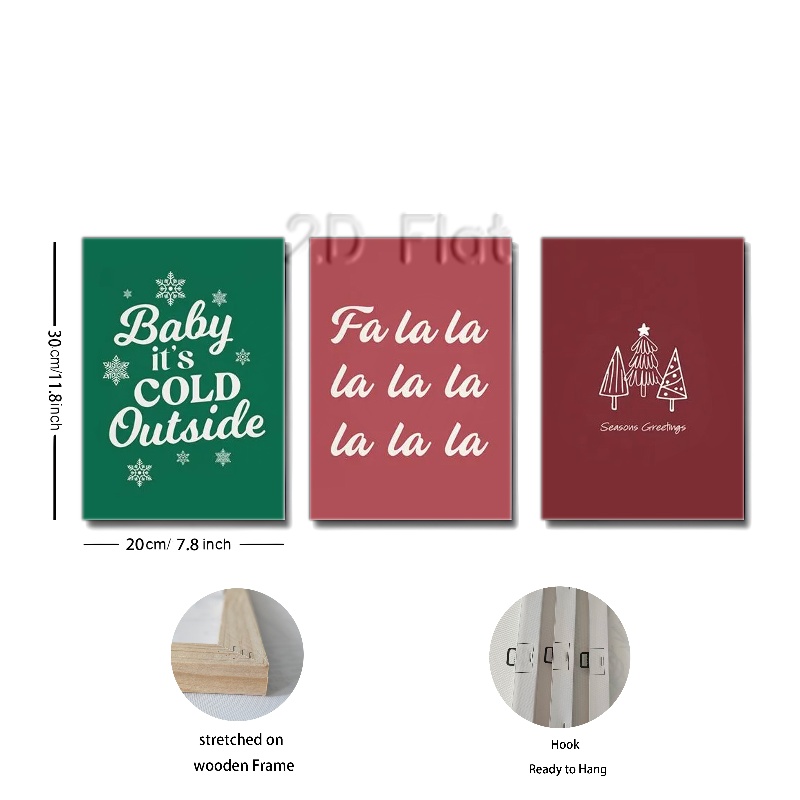 2D Flat
Baby
it's
COLD
Outside
Fa la la
la la la
la la la
Seasons Greetings
30cm/11.8inch
20cm/ 7.8 inch
stretched on
wooden Frame
Hook
Ready to Hang